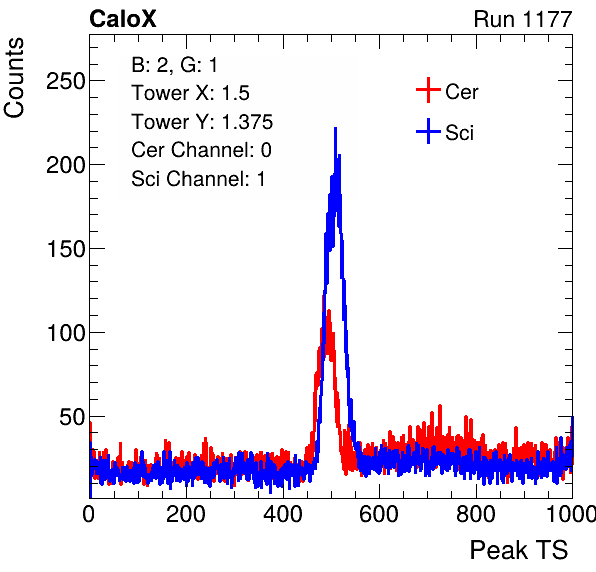 CaloX
Run 1177
Counts
B: 2, G: 1
Tower X: 1.5
Tower Y: 1.375
Cer Channel: 0
Sci Channel: 1
Cer
Sci
250
200
150
100
50
0
200
400
600
800
1000
Peak TS